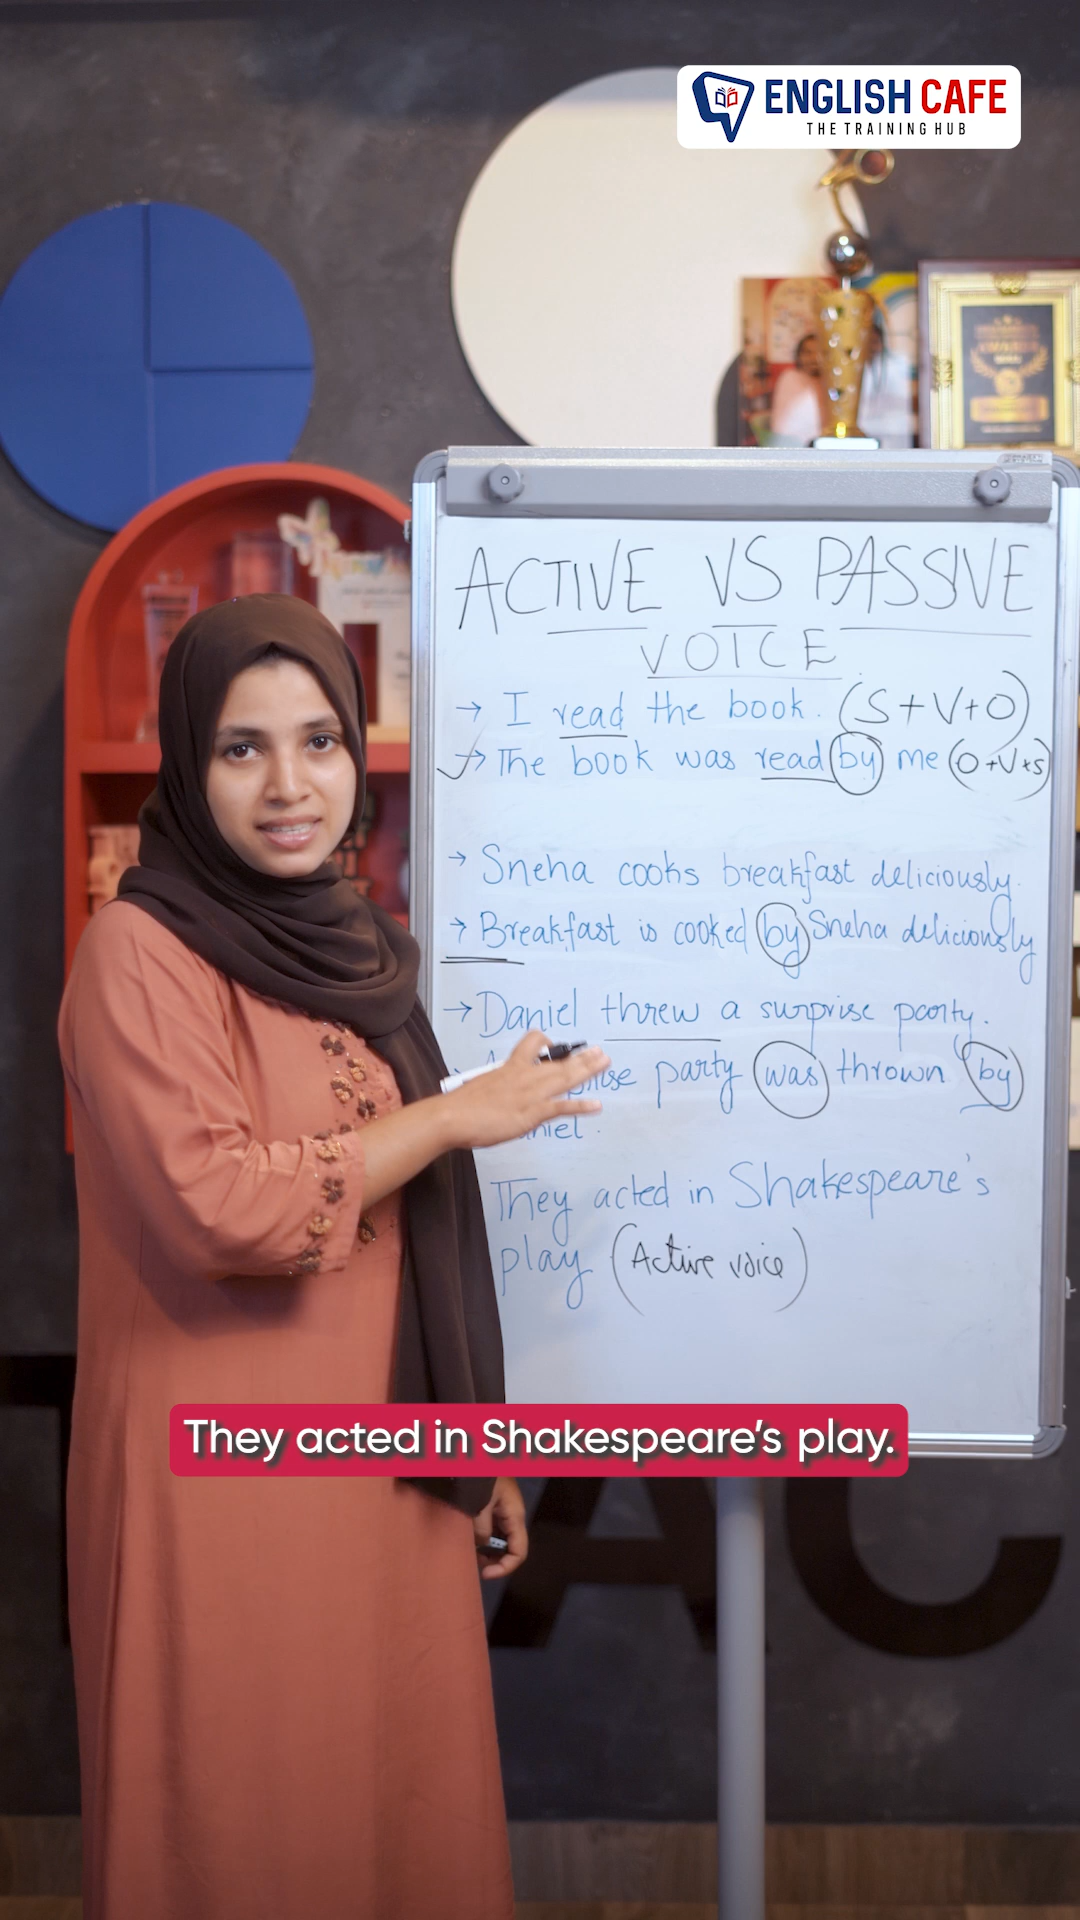 ENGLISH CAFE
THE TRAINING HUB
ACTIVE VS PASSIVE
VOICE
→ I read the book. (S+V+O)
→ The book was read by me (O+V+S)
→ Sneha cooks breakfast deliciously.
→ Breakfast is cooked by Sneha deliciously
→ Daniel threw a surprise party.
party was thrown by
They acted in Shakespeare's
play (Active voice)
They acted in Shakespeare's play.